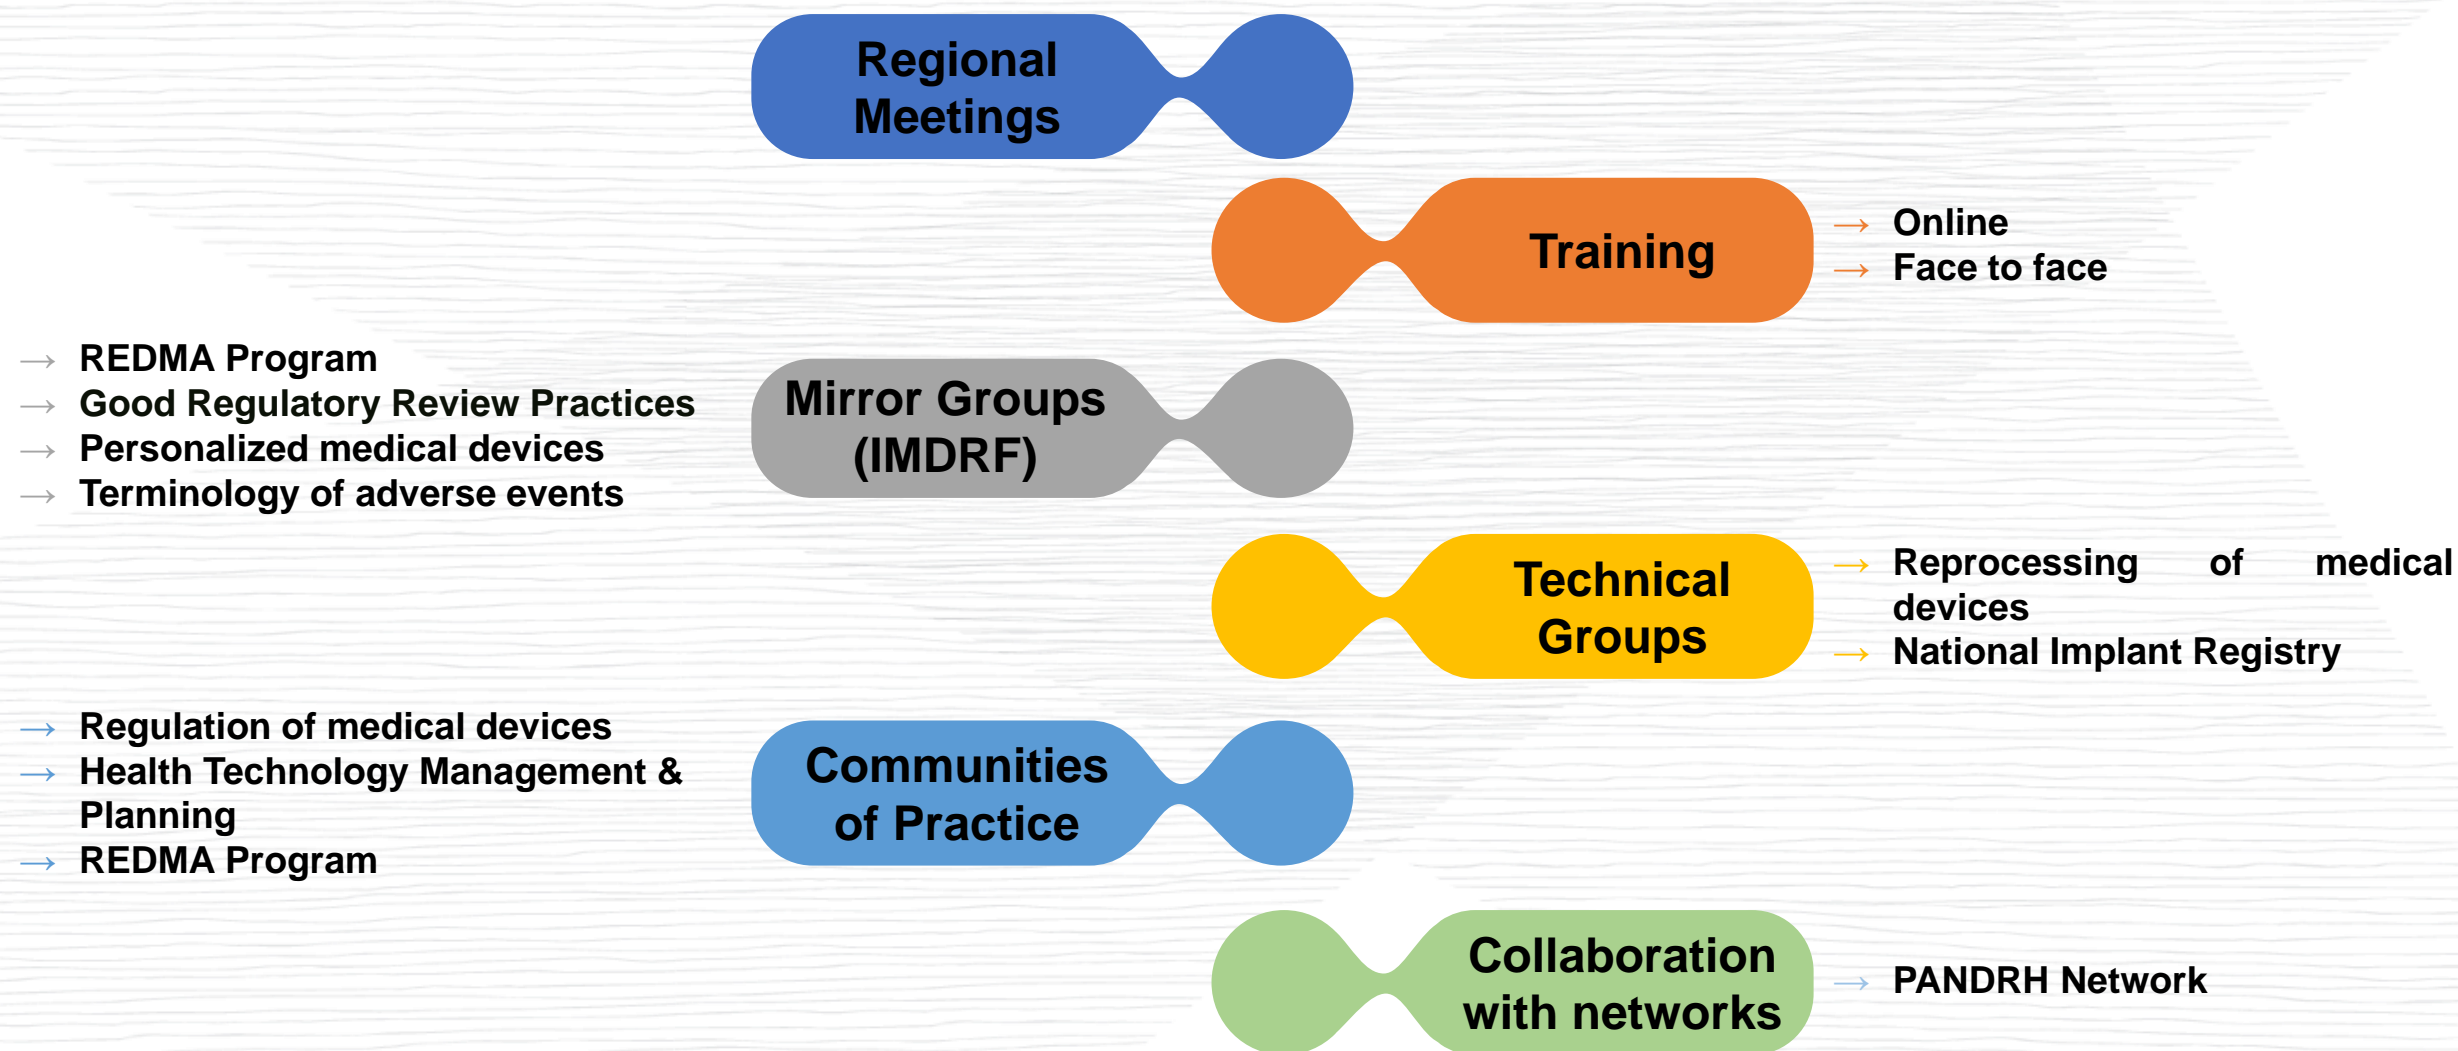 Regional
Meetings
Training
→ Online
→ Face to face
→ REDMA Program
→ Good Regulatory Review Practices
→ Personalized medical devices
→ Terminology of adverse events
Mirror Groups
(IMDRF)
Technical
Groups
→ Reprocessing of medical
devices
→ National Implant Registry
→ Regulation of medical devices
→ Health Technology Management &
Planning
→ REDMA Program
Communities
of Practice
Collaboration
with networks
→ PANDRH Network